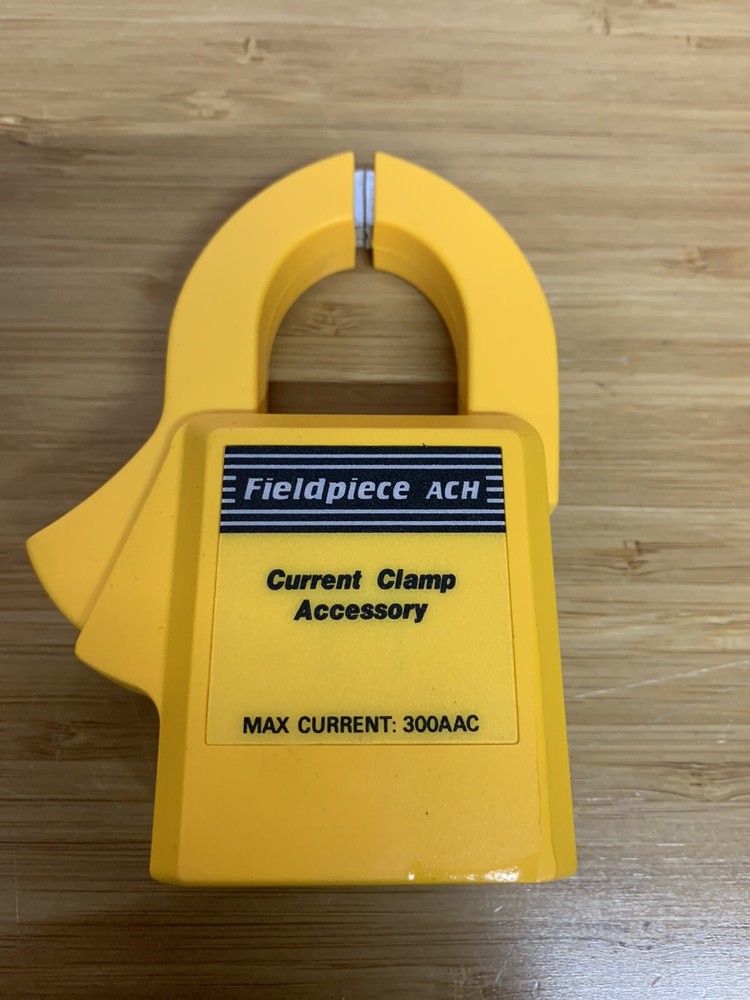 Fieldpiece ACH
Current Clamp
Accessory
MAX CURRENT: 300AAC